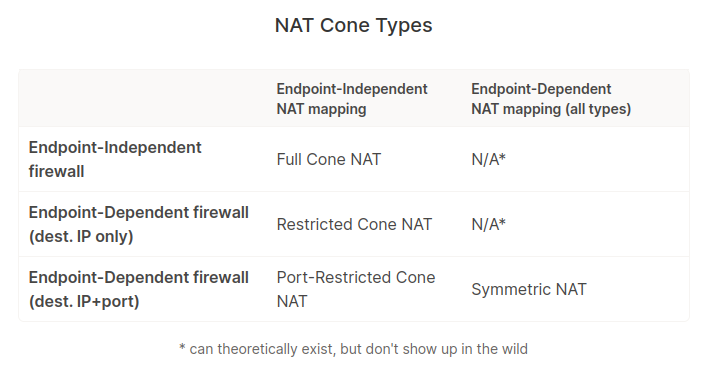 NAT Cone Types
Endpoint-Independent
NAT mapping
Endpoint-Dependent
NAT mapping (all types)
Endpoint-Independent
firewall
Full Cone NAT
N/A*
Endpoint-Dependent firewall
(dest. IP only)
Restricted Cone NAT
N/A*
Endpoint-Dependent firewall
(dest. IP+port)
Port-Restricted Cone
NAT
Symmetric NAT
* can theoretically exist, but don't show up in the wild